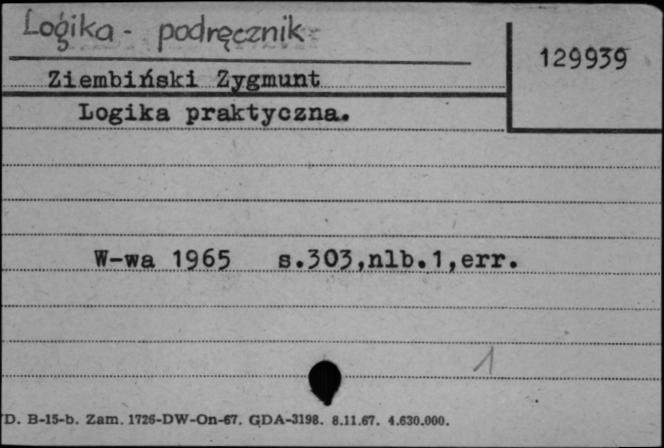 Logika - podręcznik
129939
Ziembiński Zygmunt
Logika praktyczna.
W-wa 1965 s.303,nlb.1,err.
1
D. B-15-b. Zam. 1726-DW-On-67. GDA-3198. 8.11.67. 4.630.000.